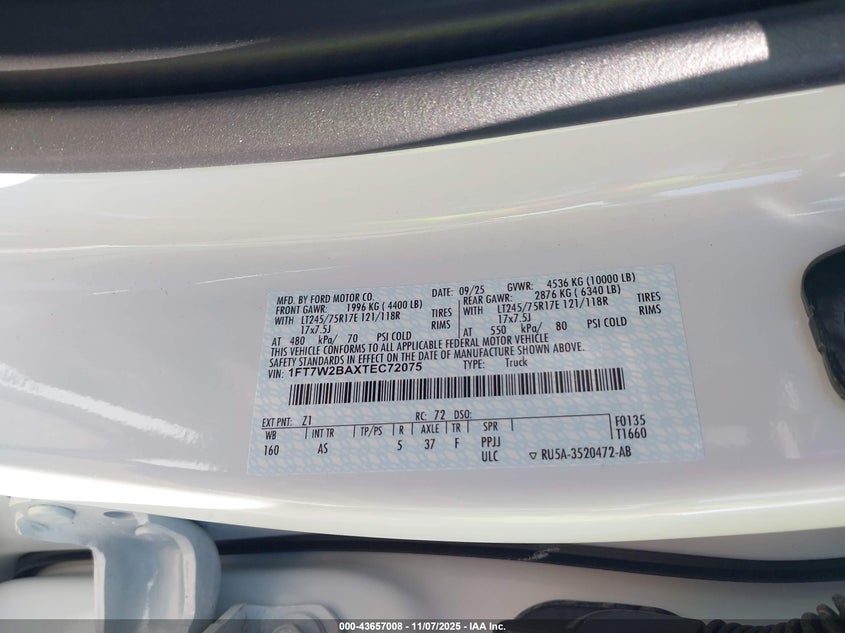 MFD. BY FORD MOTOR CO. 09/25 GVWR: 4536 KG (10000 LB)
FRONT GAWR: 1996 KG (4400 LB) REAR GAWR: 2876 KG (6340 LB)
WITH LT245/75R17E 121/118R TIRES WITH LT245/75R17E 121/118R TIRES
17x7.5J RIMS 17x7.5J RIMS
AT 480 kPa/ 70 PSI COLD AT 550 kPa/ 80 PSI COLD
THIS VEHICLE CONFORMS TO ALL APPLICABLE FEDERAL MOTOR VEHICLE
SAFETY STANDARDS IN EFFECT ON THE DATE OF MANUFACTURE SHOWN ABOVE.
VIN: 1FT7W2BAXTEC72075 TYPE: Truck
EXT PNT: Z1 RC: 72 DSO:
WB INT TR TP/PS R AXLE TR SPR F0135
160 AS 5 37 F PPJJ T1660
ULC ▽ RU5A-3520472-AB
000-43657008 | 11/07/2025 - IAA Inc.